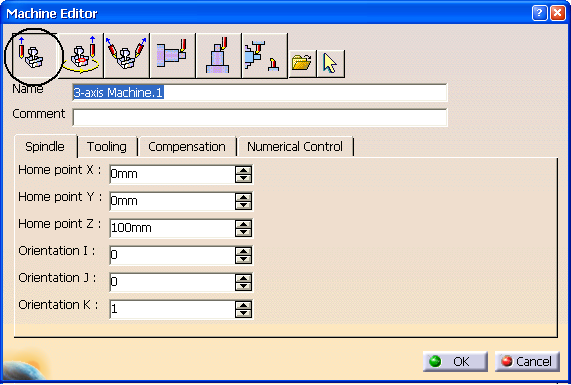 Machine Editor
Name 3-axis Machine.1
Comment
Spindle Tooling Compensation Numerical Control
Home point X : 0mm
Home point Y : 0mm
Home point Z : 100mm
Orientation I : 0
Orientation J : 0
Orientation K : 1
OK Cancel